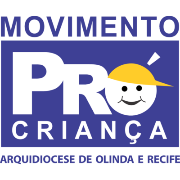 MOVIMENTO
PRÓ
CRIANÇA
ARQUIDIOCESE DE OLINDA E RECIFE